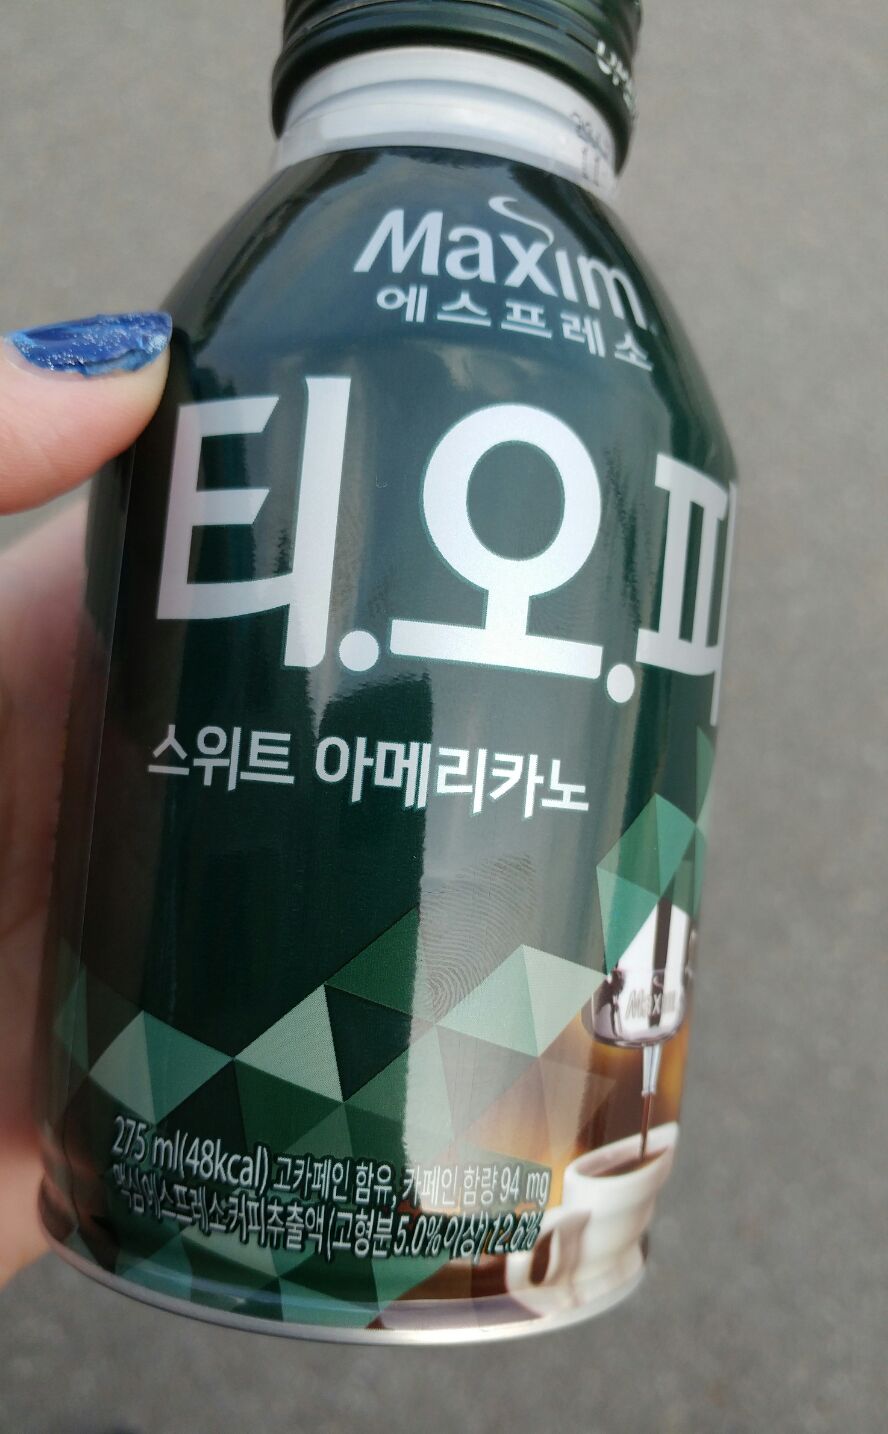 Maxim
에스프레소
티.오.피
스위트 아메리카노
Maxim
275 ml(48kcal) 고카페인 함유, 카페인 함량 94 mg
맥심에스프레소커피추출액(고형분 5.0% 이상) 12.6%